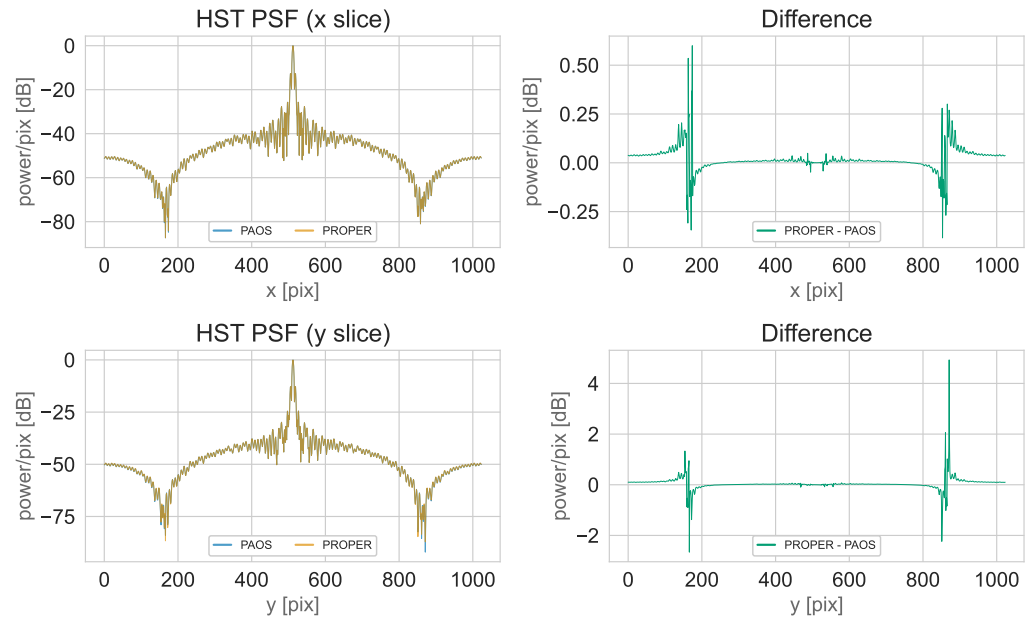 HST PSF (x slice)
power/pix [dB]
0
−20
−40
−60
−80
PAOS PROPER
0 200 400 600 800 1000
x [pix]
Difference
power/pix [dB]
0.50
0.25
0.00
−0.25
PROPER - PAOS
0 200 400 600 800 1000
x [pix]
HST PSF (y slice)
power/pix [dB]
0
−25
−50
−75
PAOS PROPER
0 200 400 600 800 1000
y [pix]
Difference
power/pix [dB]
4
2
0
−2
PROPER - PAOS
0 200 400 600 800 1000
y [pix]